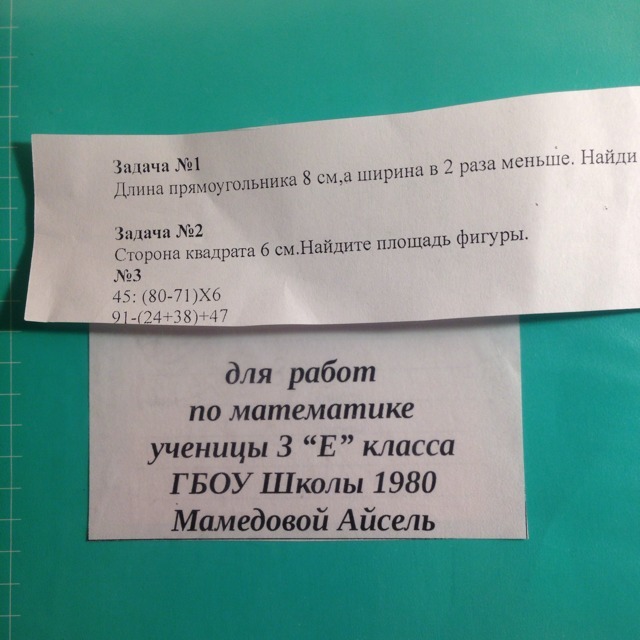 Задача №1
Длина прямоугольника 8 см,а ширина в 2 раза меньше. Найди
Задача №2
Сторона квадрата 6 см.Найдите площадь фигуры.
№3
45: (80-71)Х6
91-(24+38)+47
для работ
по математике
ученицы 3 “Е” класса
ГБОУ Школы 1980
Мамедовой Айсель